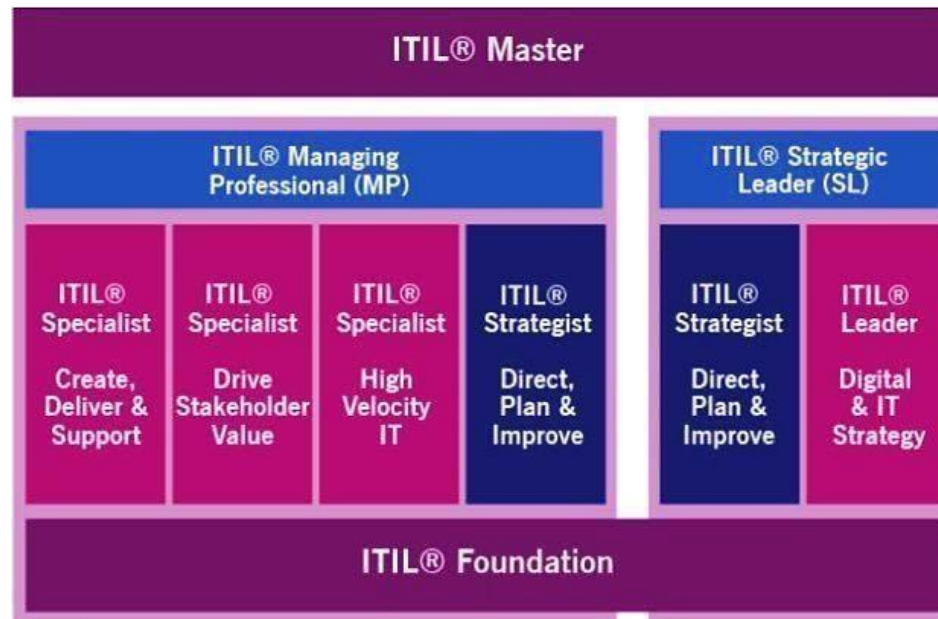 ITIL® Master
ITIL® Managing
Professional (MP)
ITIL® Strategic
Leader (SL)
ITIL®
Specialist
Create,
Deliver &
Support
ITIL®
Specialist
Drive
Stakeholder
Value
ITIL®
Specialist
High
Velocity
IT
ITIL®
Strategist
Direct,
Plan &
Improve
ITIL®
Strategist
Direct,
Plan &
Improve
ITIL®
Leader
Digital
& IT
Strategy
ITIL® Foundation